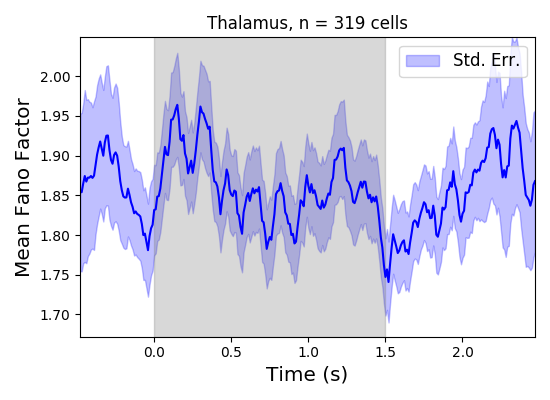 Thalamus, n = 319 cells
Std. Err.
Mean Fano Factor
2.00
1.95
1.90
1.85
1.80
1.75
1.70
0.0 0.5 1.0 1.5 2.0
Time (s)